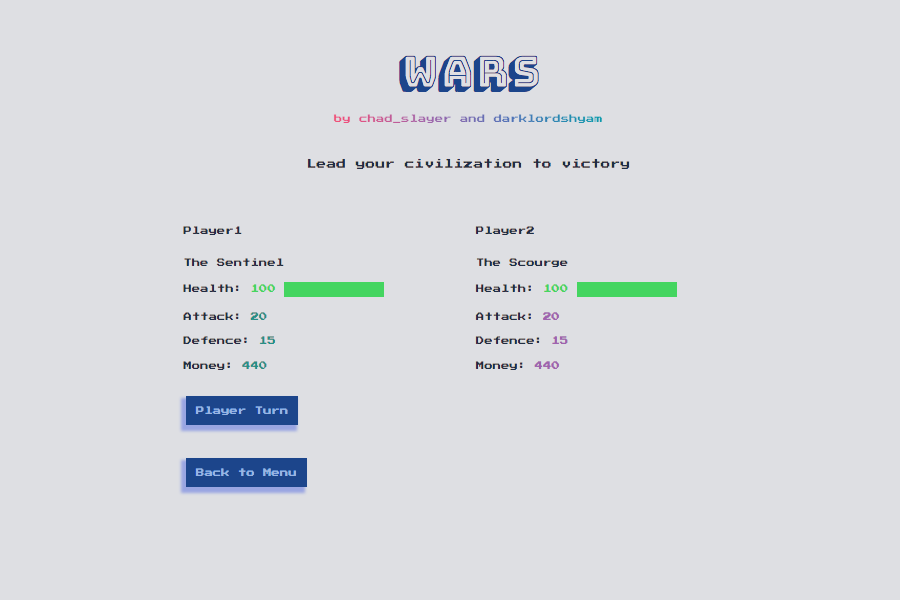 WARS
by chad_slayer and darklordshyam
Lead your civilization to victory
Player1
The Sentinel
Health: 100
Attack: 20
Defence: 15
Money: 440
Player2
The Scourge
Health: 100
Attack: 20
Defence: 15
Money: 440
Player Turn
Back to Menu